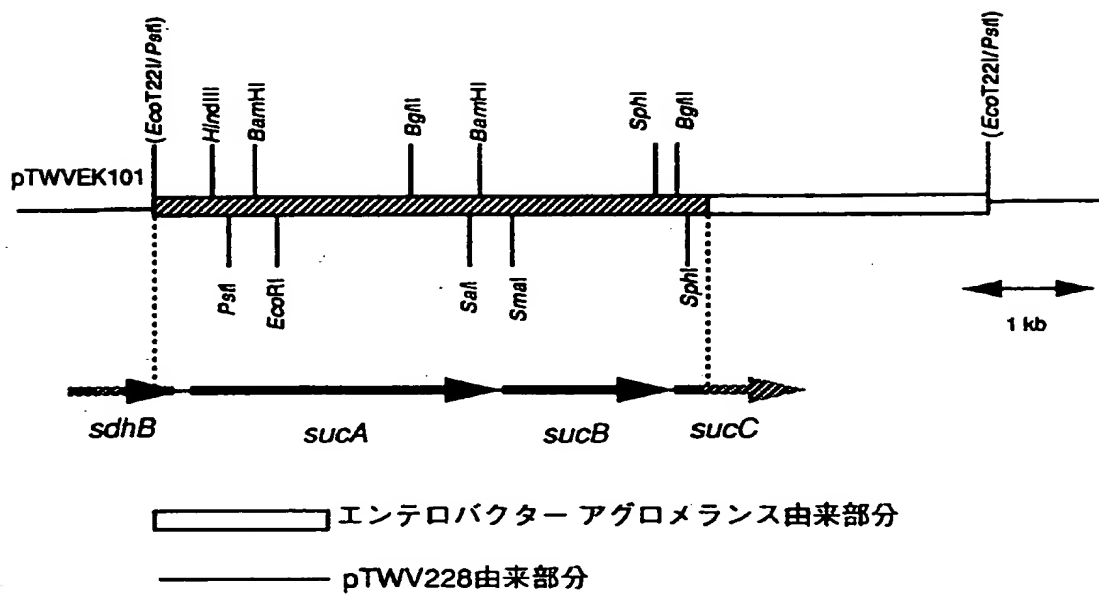 (EcoT22I/PstI)
HindIII
BamHI
BglII
BamHI
SphI
BglII
(EcoT22I/PstI)
pTWVEK101
PstI
EcoRI
SalI
SmaI
SphI
1 kb
sdhB
sucA
sucB
sucC
エンテロバクター アグロメランス由来部分
pTWV228由来部分